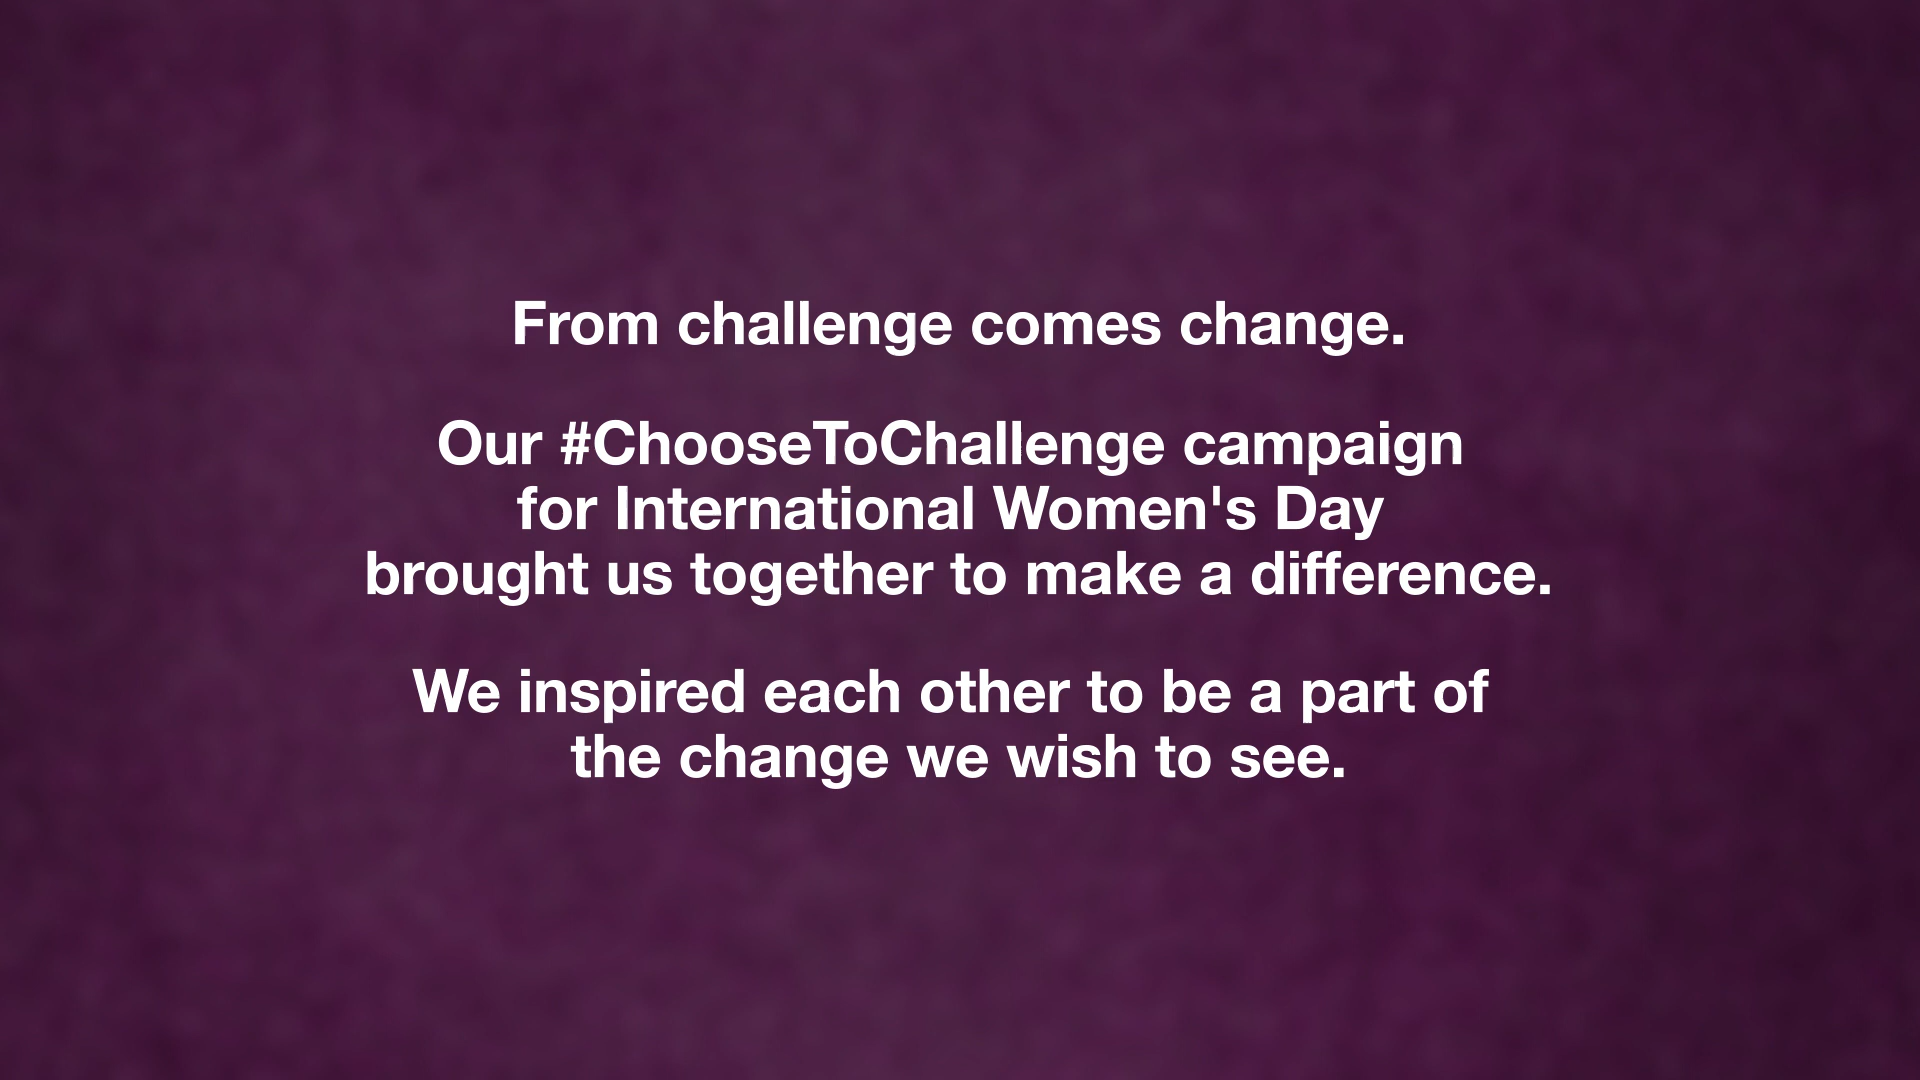 From challenge comes change.
Our #ChooseToChallenge campaign
for International Women's Day
brought us together to make a difference.
We inspired each other to be a part of
the change we wish to see.